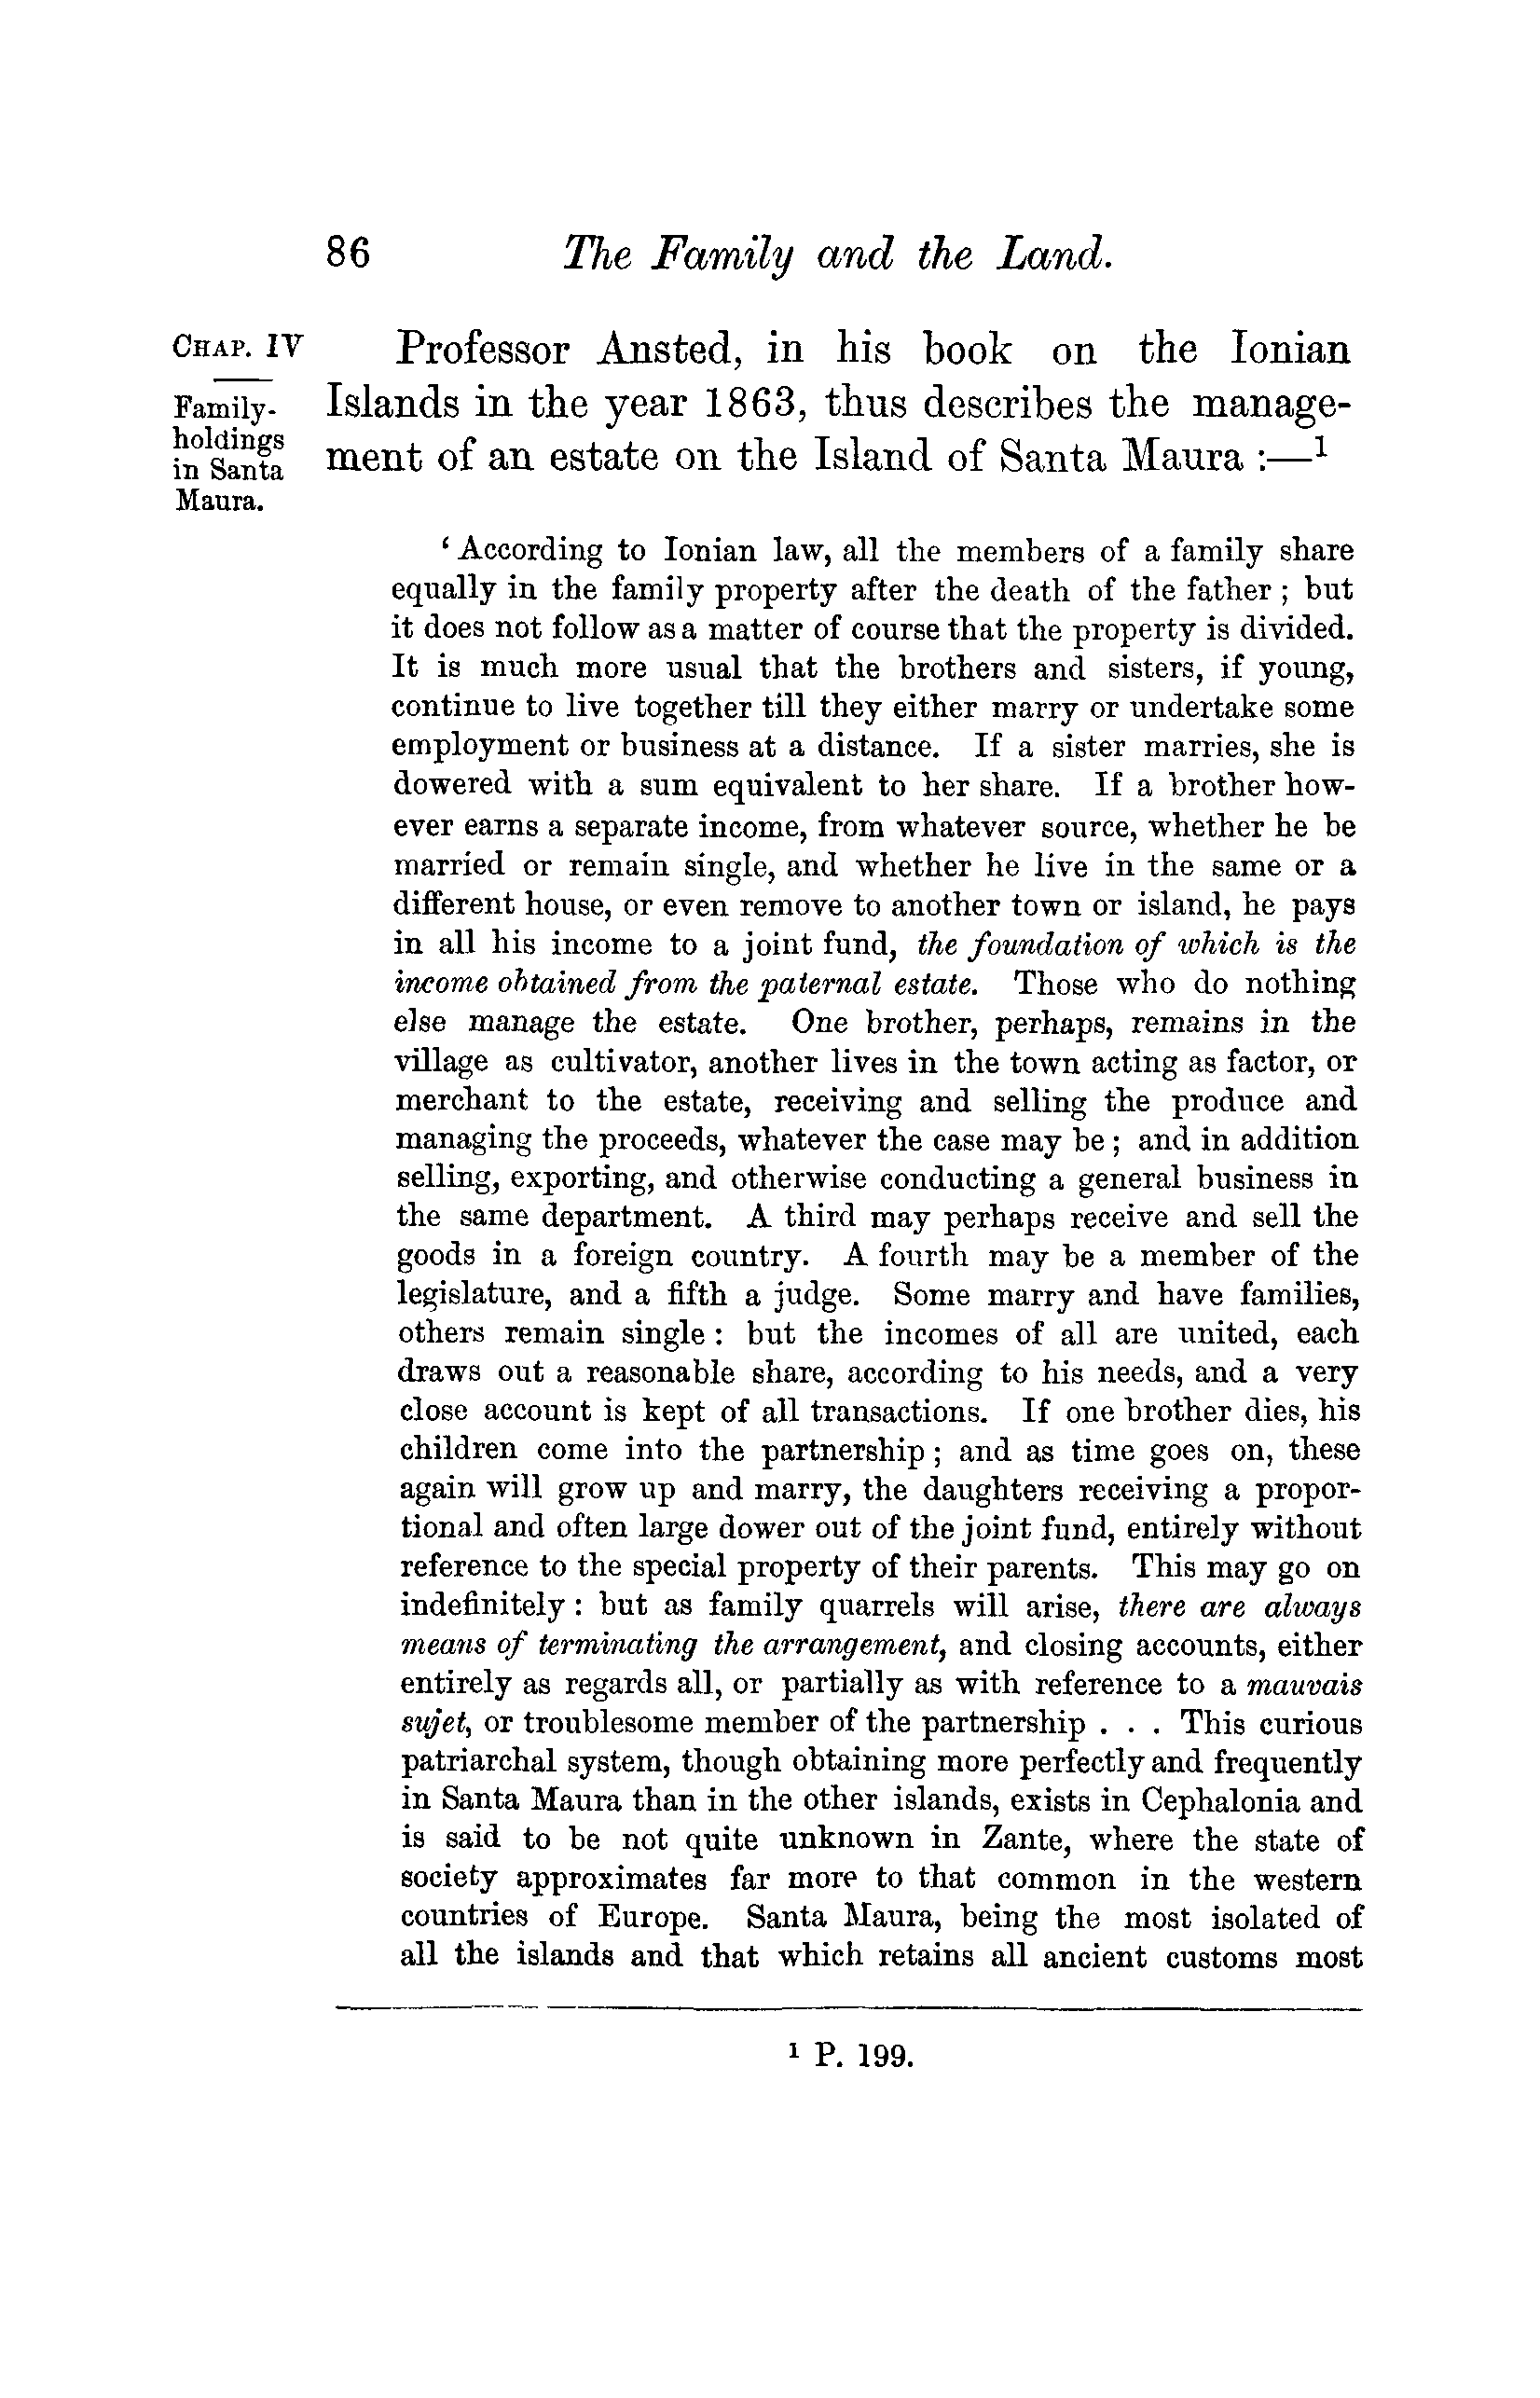 86 The Family and the Land.
CHAP. IV
Family-
holdings
in Santa
Maura.
Professor Ansted, in his book on the Ionian
Islands in the year 1863, thus describes the manage-
ment of an estate on the Island of Santa Maura :—1
‘ According to Ionian law, all the members of a family share
equally in the family property after the death of the father ; but
it does not follow as a matter of course that the property is divided.
It is much more usual that the brothers and sisters, if young,
continue to live together till they either marry or undertake some
employment or business at a distance. If a sister marries, she is
dowered with a sum equivalent to her share. If a brother how-
ever earns a separate income, from whatever source, whether he be
married or remain single, and whether he live in the same or a
different house, or even remove to another town or island, he pays
in all his income to a joint fund, the foundation of which is the
income obtained from the paternal estate. Those who do nothing
else manage the estate. One brother, perhaps, remains in the
village as cultivator, another lives in the town acting as factor, or
merchant to the estate, receiving and selling the produce and
managing the proceeds, whatever the case may be ; and in addition
selling, exporting, and otherwise conducting a general business in
the same department. A third may perhaps receive and sell the
goods in a foreign country. A fourth may be a member of the
legislature, and a fifth a judge. Some marry and have families,
others remain single : but the incomes of all are united, each
draws out a reasonable share, according to his needs, and a very
close account is kept of all transactions. If one brother dies, his
children come into the partnership ; and as time goes on, these
again will grow up and marry, the daughters receiving a propor-
tional and often large dower out of the joint fund, entirely without
reference to the special property of their parents. This may go on
indefinitely : but as family quarrels will arise, there are always
means of terminating the arrangement, and closing accounts, either
entirely as regards all, or partially as with reference to a mauvais
sujet, or troublesome member of the partnership . . . This curious
patriarchal system, though obtaining more perfectly and frequently
in Santa Maura than in the other islands, exists in Cephalonia and
is said to be not quite unknown in Zante, where the state of
society approximates far more to that common in the western
countries of Europe. Santa Maura, being the most isolated of
all the islands and that which retains all ancient customs most
1 P. 199.